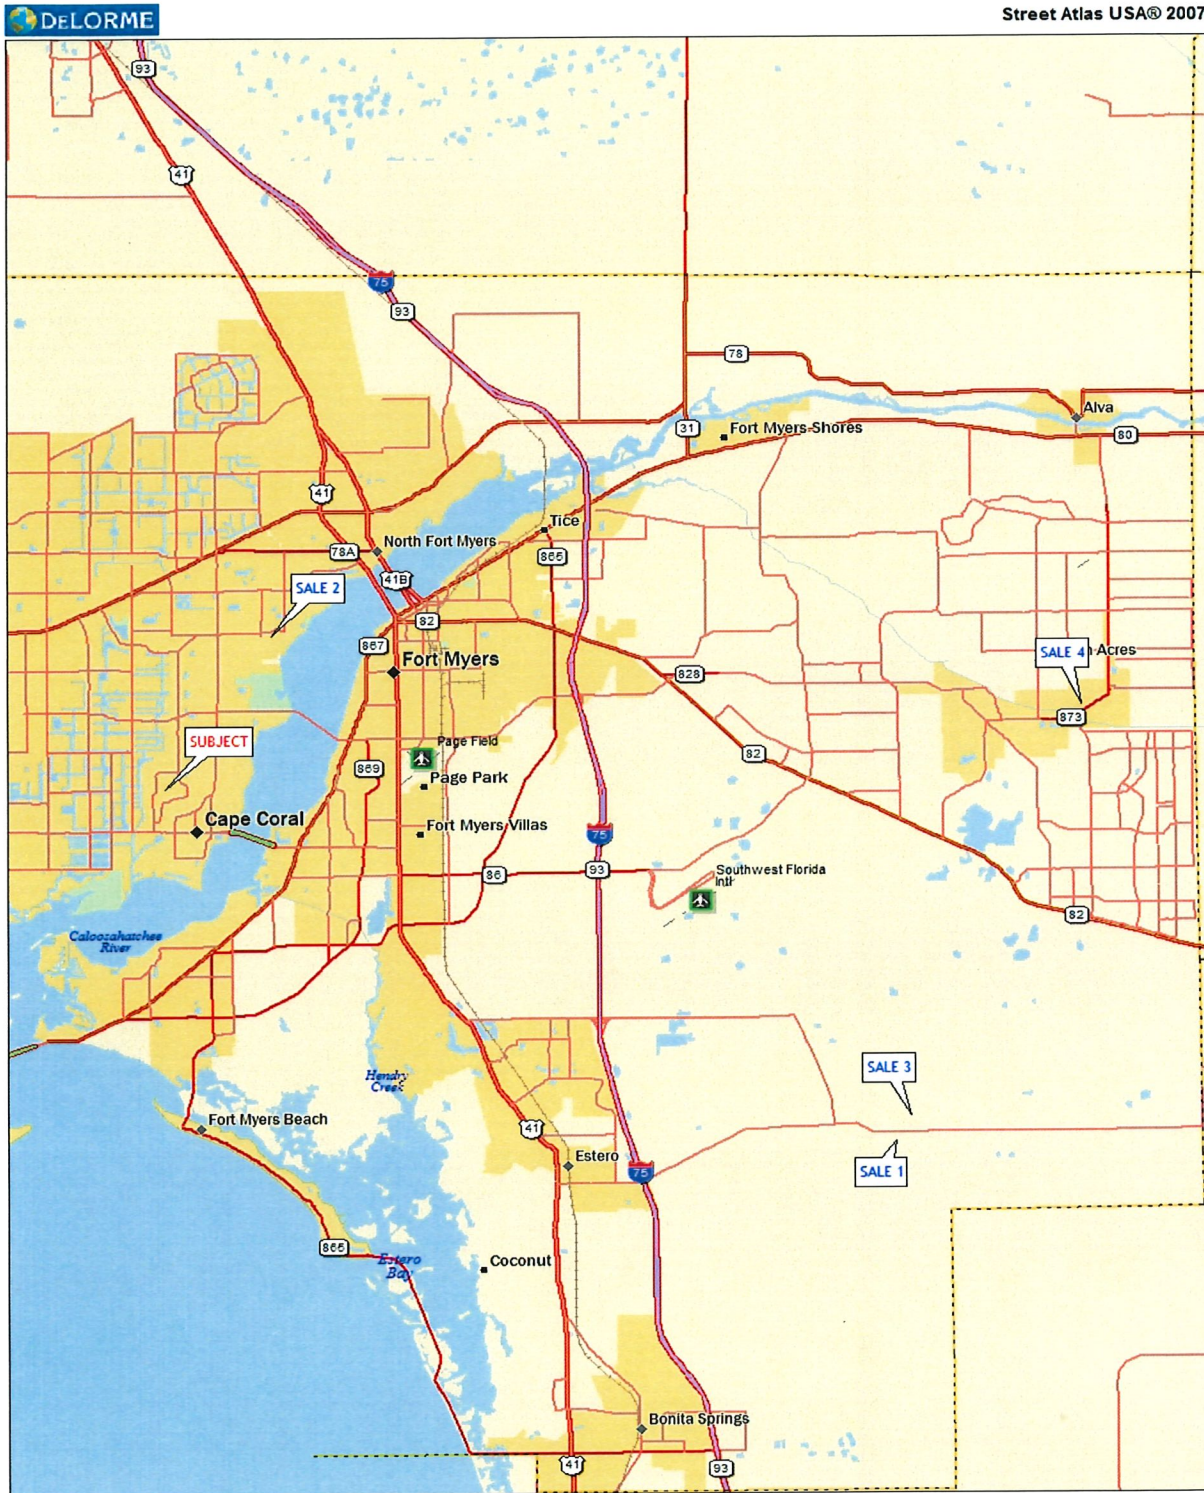 DELORME
Street Atlas USA® 2007
93
41
75
93
78
Alva
31
Fort Myers Shores
80
41
Tice
North Fort Myers
78A
865
41B
SALE 2
82
867
Fort Myers
SALE 4
Acres
828
873
SUBJECT
Page Field
82
869
Page Park
Cape Coral
Fort Myers Villas
75
86
93
Southwest Florida
Intl
82
Caloosahatchee
River
Hendry
Creek
SALE 3
Fort Myers Beach
41
Estero
75
SALE 1
865
Estero
Bay
Coconut
Bonita Springs
41
93